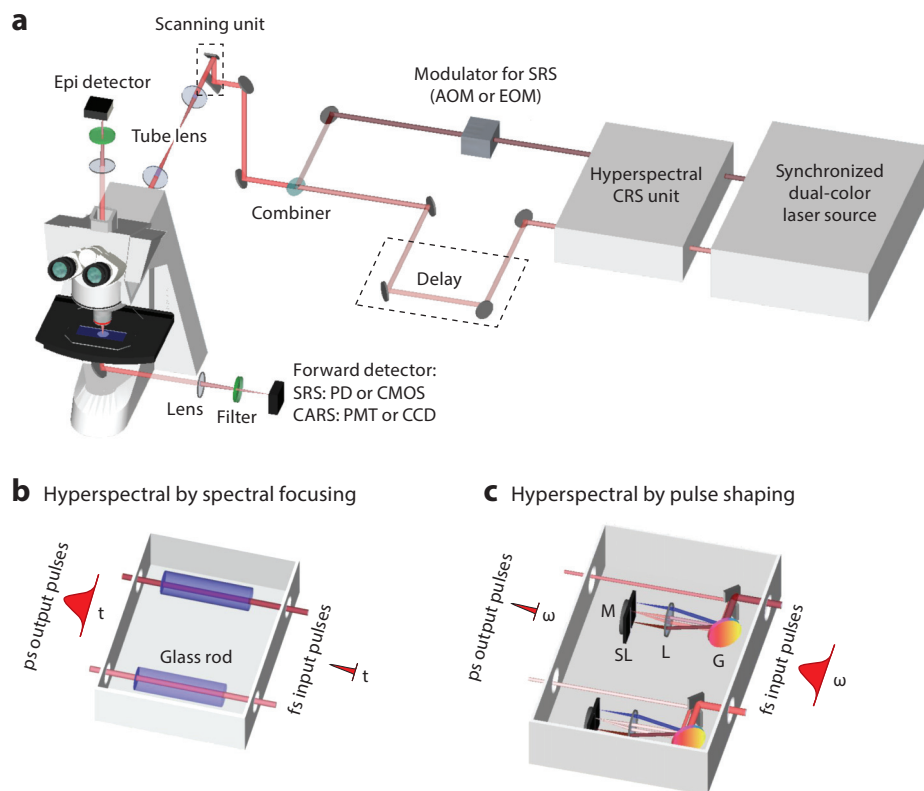 a
Scanning unit
Epi detector
Tube lens
Modulator for SRS
(AOM or EOM)
Hyperspectral
CRS unit
Synchronized
dual-color
laser source
Combiner
Delay
Forward detector:
SRS: PD or CMOS
CARS: PMT or CCD
Lens
Filter
b Hyperspectral by spectral focusing
ps output pulses
t
Glass rod
fs input pulses
t
c Hyperspectral by pulse shaping
ps output pulses
ω
M
SL
L
G
fs input pulses
ω